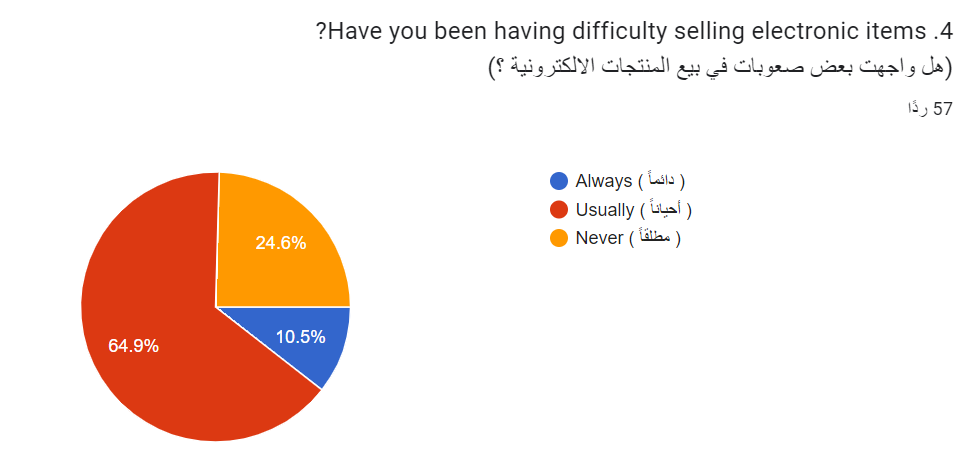 4. Have you been having difficulty selling electronic items?
(هل واجهت بعض صعوبات في بيع المنتجات الالكترونية ؟)
57 ردًا
Always ( دائماً )
Usually ( أحياناً )
Never ( مطلقاً )
24.6%
10.5%
64.9%